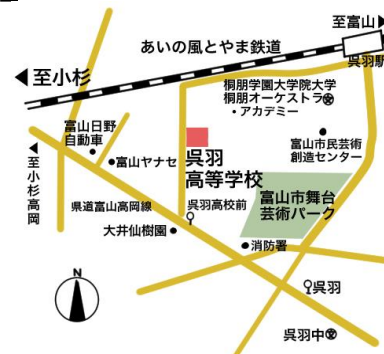 至富山
あいの風とやま鉄道
呉羽駅
至小杉
桐朋学園大学院大学
桐朋オーケストラ
・アカデミー
富山日野
自動車
富山ヤナセ
呉羽
高等学校
富山市民芸術
創造センター
至小杉高岡
県道富山高岡線
呉羽高校前
富山市舞台
芸術パーク
大井仙樹園
消防署
N
呉羽
呉羽中